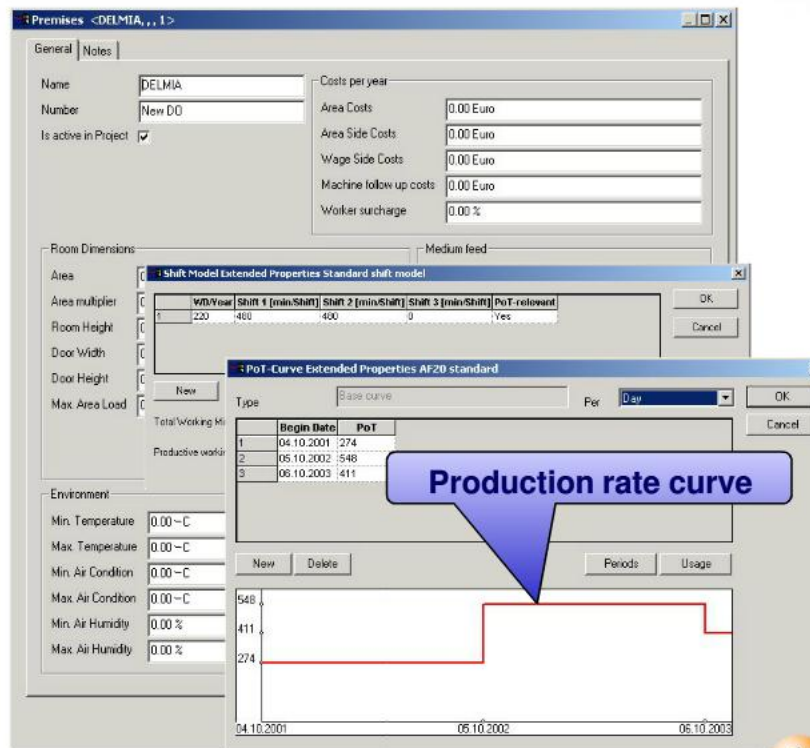 Premises <DELMIA, , , 1>
General Notes
Name DELMIA
Number New DO
Is active in Project
Costs per year
Area Costs 0.00 Euro
Area Side Costs 0.00 Euro
Wage Side Costs 0.00 Euro
Machine follow up costs 0.00 Euro
Worker surcharge 0.00 %
Room Dimensions
Medium feed
Area
Area multiplier
Room Height
Door Width
Door Height
Max. Area Load
Shift Model Extended Properties Standard shift model
WD/Year Shift 1 [min/Shift] Shift 2 [min/Shift] Shift 3 [min/Shift] PoT-relevent
1 220 480 480 0 Yes
OK
Cancel
New
Total Working Mi
Productive workin
PoT-Curve Extended Properties AF20 standard
Type Base curve Per Day
OK
Cancel
Begin Date PoT
1 04.10.2001 274
2 05.10.2002 548
3 06.10.2003 411
Production rate curve
New Delete Periods Usage
548
411
274
04.10.2001 05.10.2002 06.10.2003
Environment
Min. Temperature 0.00 ~C
Max. Temperature 0.00 ~C
Min. Air Condition 0.00 ~C
Max. Air Condition 0.00 ~C
Min. Air Humidity 0.00 %
Max. Air Humidity 0.00 %